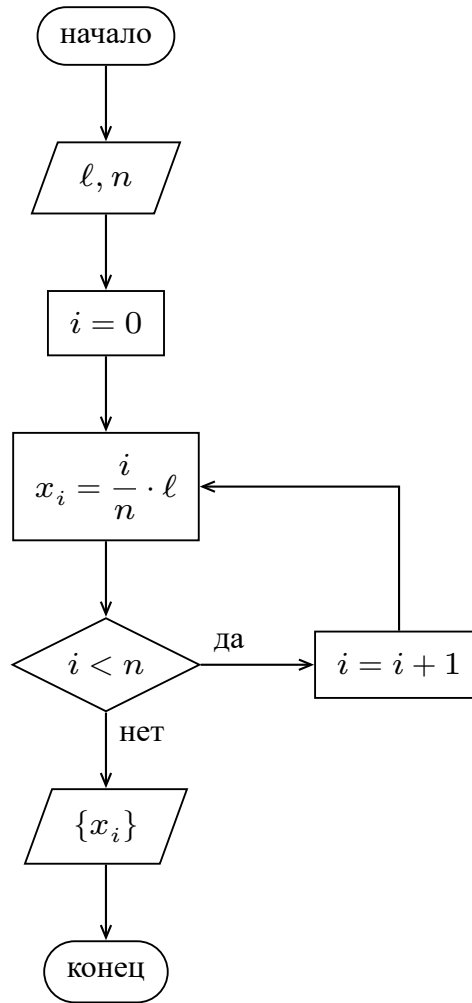 начало
ℓ, n
i = 0
x_i = i/n · ℓ
i < n
да
i = i + 1
нет
{x_i}
конец